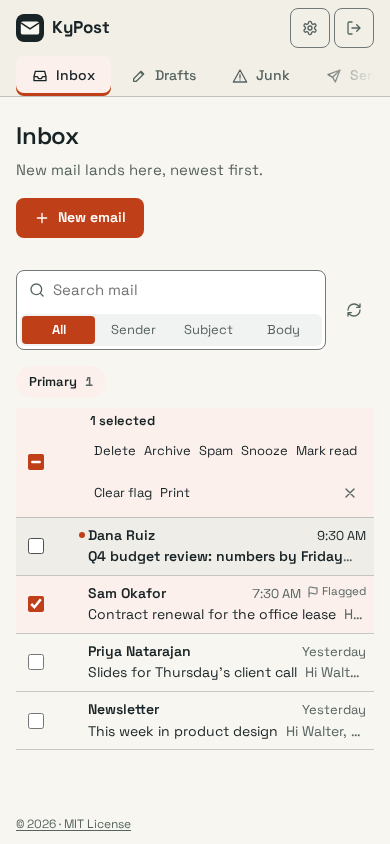 KyPost
Inbox Drafts Junk Ser
Inbox
New mail lands here, newest first.
New email
Search mail
All Sender Subject Body
Primary 1
1 selected
Delete Archive Spam Snooze Mark read
Clear flag Print
Dana Ruiz 9:30 AM
Q4 budget review: numbers by Friday...
Sam Okafor 7:30 AM Flagged
Contract renewal for the office lease H...
Priya Natarajan Yesterday
Slides for Thursday's client call Hi Walt...
Newsletter Yesterday
This week in product design Hi Walter, ...
© 2026 · MIT License